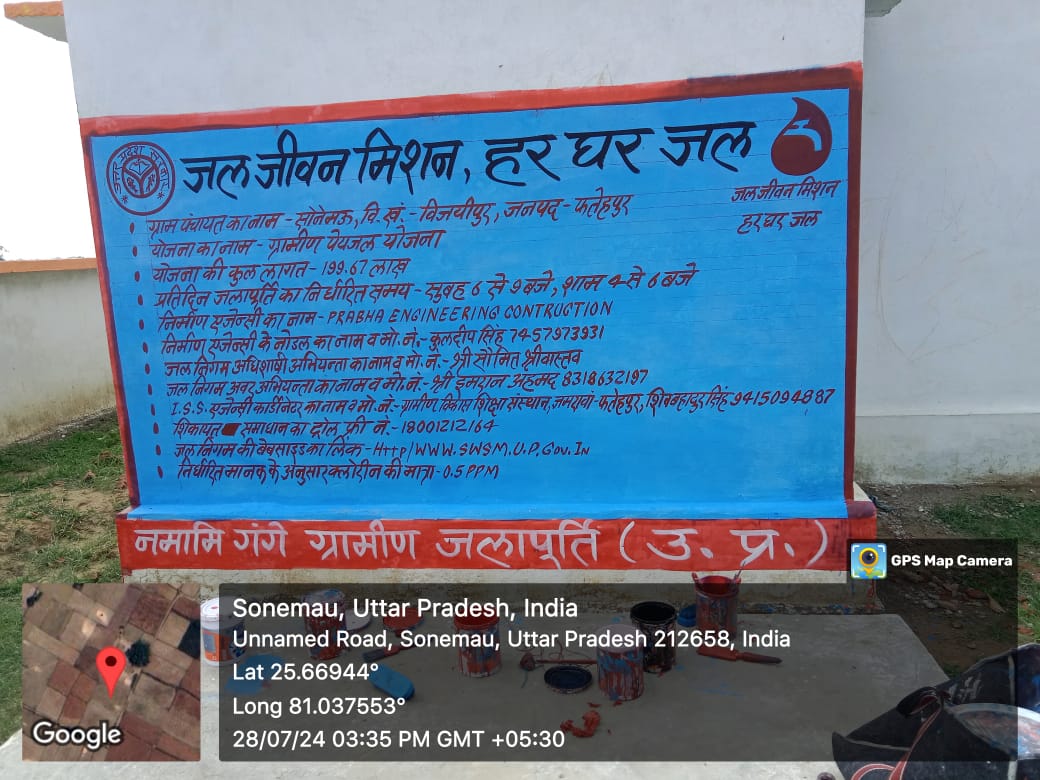 उत्तर प्रदेश सरकार
जल जीवन मिशन, हर घर जल
जल जीवन मिशन
हर घर जल
ग्राम पंचायत का नाम - सोनेमऊ, वि.खं.- विजयीपुर, जनपद - फतेहपुर
योजना का नाम - ग्रामीण पेयजल योजना
योजना की कुल लागत - 199.67 लाख
प्रतिदिन जलापूर्ति का निर्धारित समय - सुबह 6 से 9 बजे, शाम 4 से 6 बजे
निर्माण एजेन्सी का नाम - PRABHA ENGINEERING CONTRUCTION
निर्माण एजेन्सी के नोडल का नाम व मो. नं. - कुलदीप सिंह 7457973931
जल निगम अधिशाषी अभियन्ता का नाम व मो. नं.- श्री सौमित श्रीवास्तव
जल निगम अवर अभियन्ता का नाम व मो. नं.- श्री इमरान अहमद 8318632197
I.S.S. एजेन्सी कार्डिनेटर का नाम व मो.नं.- ग्रामीण विकास शिक्षा संस्थान, जमरावां-फतेहपुर, शिवबहादुर सिंह 9415094887
शिकायत समाधान का ट्रोल फ्री नं.- 18001212164
जल निगम की वेबसाइड का लिंक - Http/WWW.SWSM.U.P.Gov.In
निर्धारित मानक के अनुसार क्लोरीन की मात्रा - 0.5 PPM
नमामि गंगे ग्रामीण जलापूर्ति (उ. प्र.)
GPS Map Camera
Sonemau, Uttar Pradesh, India
Unnamed Road, Sonemau, Uttar Pradesh 212658, India
Lat 25.66944°
Long 81.037553°
28/07/24 03:35 PM GMT +05:30
Google